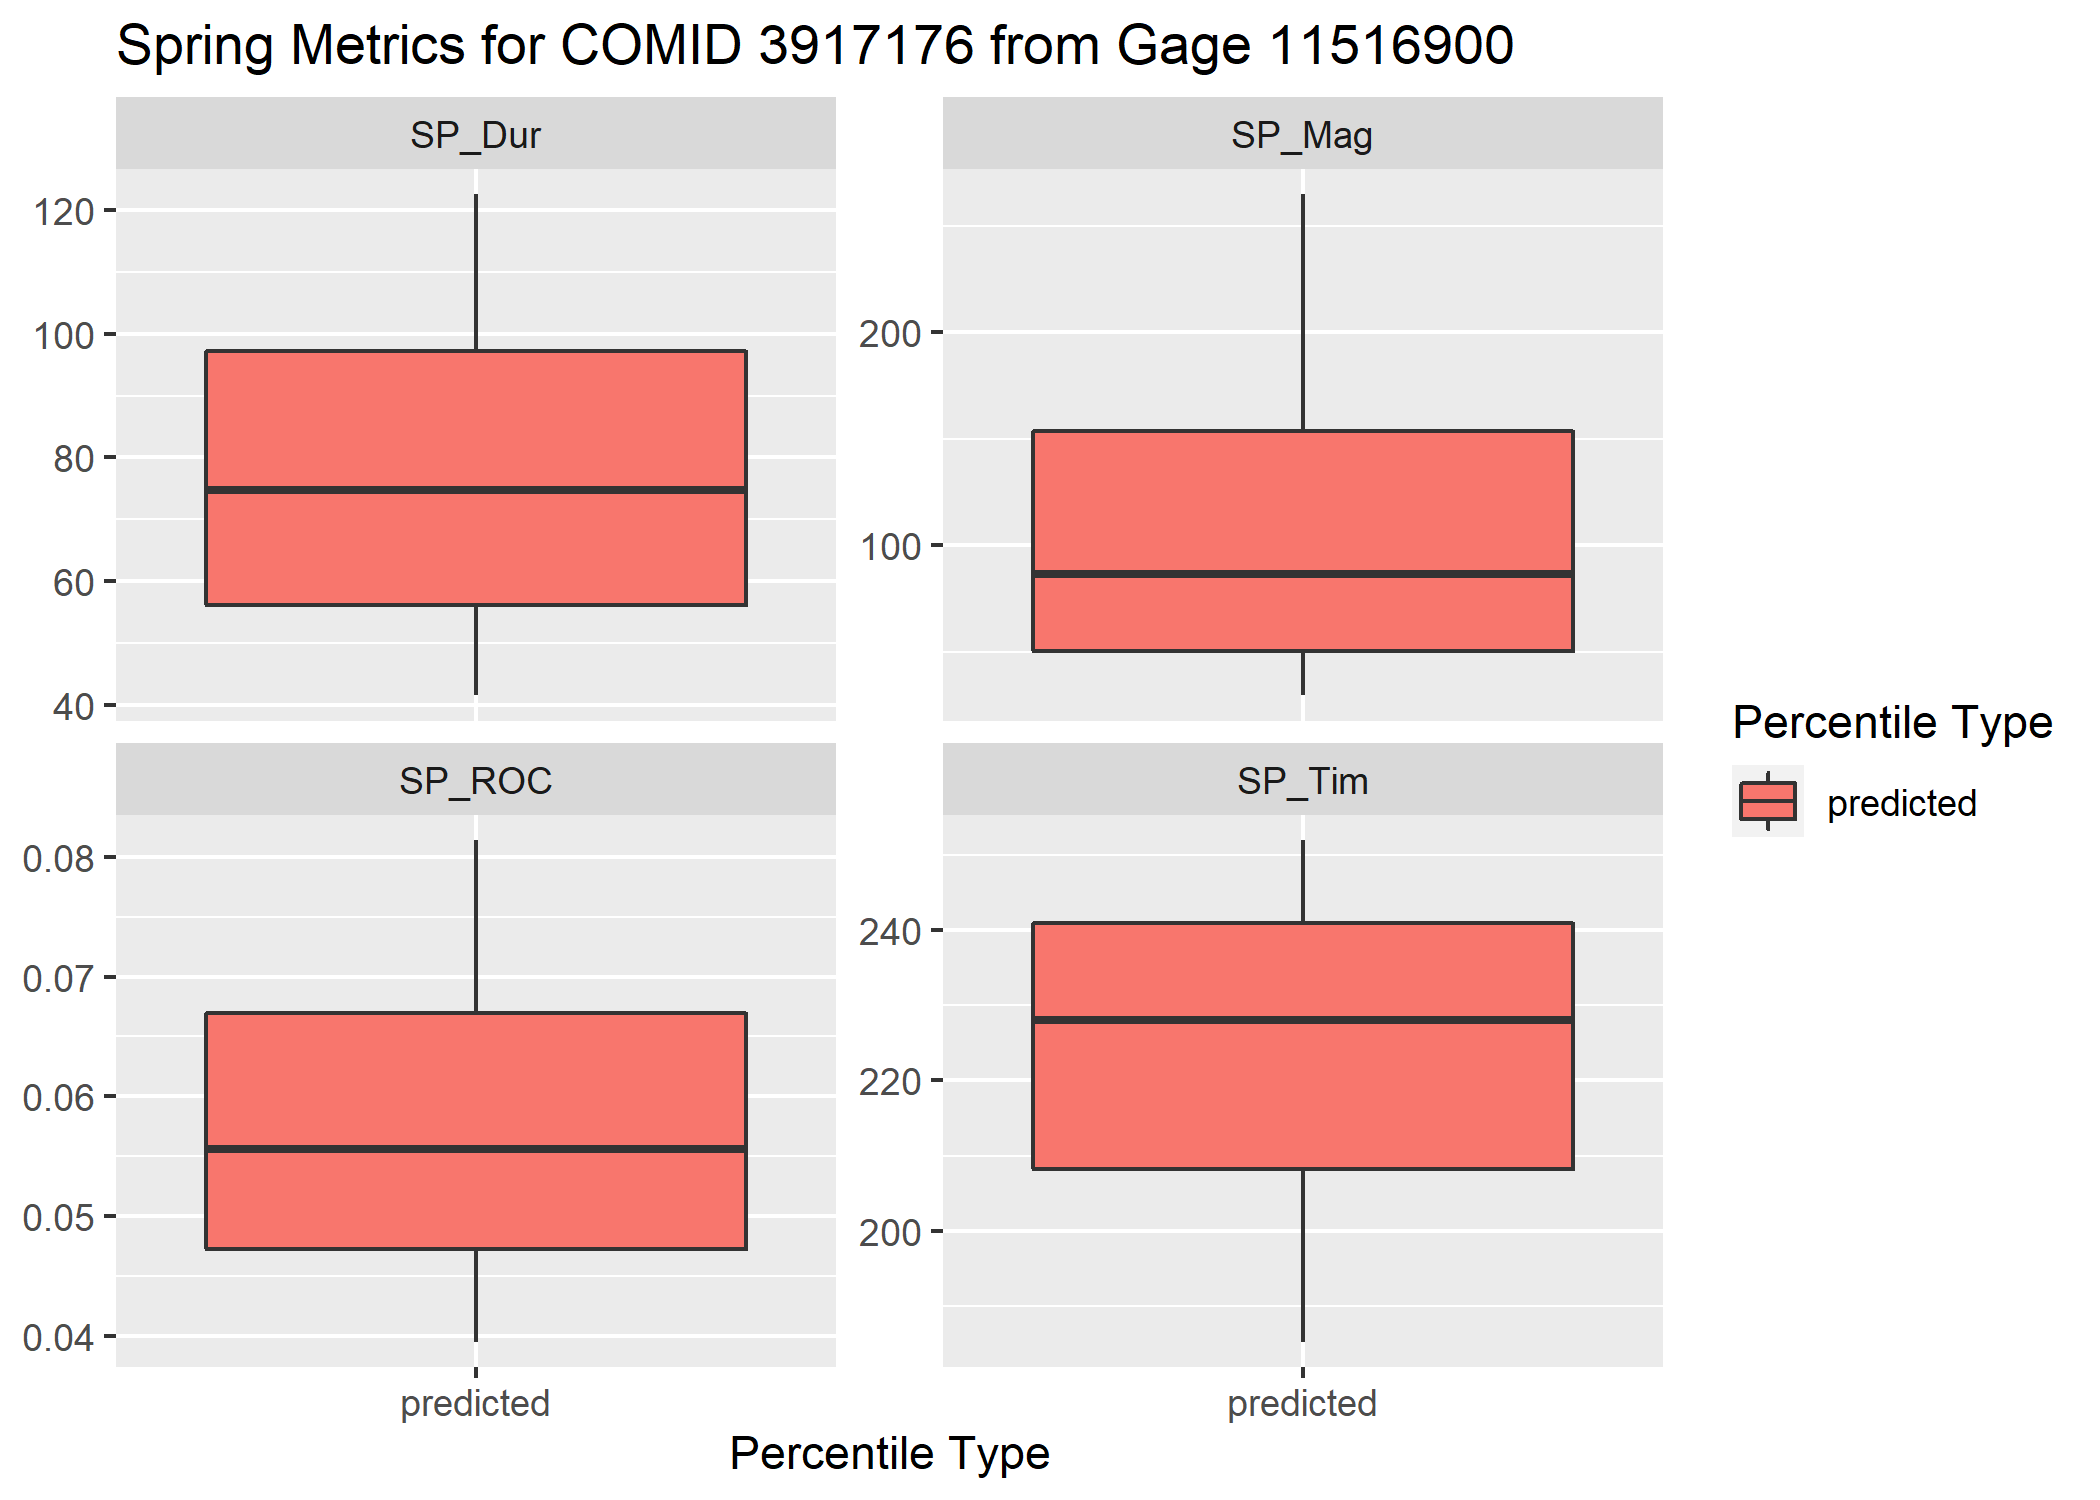 Spring Metrics for COMID 3917176 from Gage 11516900
SP_Dur
SP_Mag
120
100
80
60
40
200
100
SP_ROC
SP_Tim
0.08
0.07
0.06
0.05
0.04
240
220
200
predicted
predicted
Percentile Type
Percentile Type
predicted